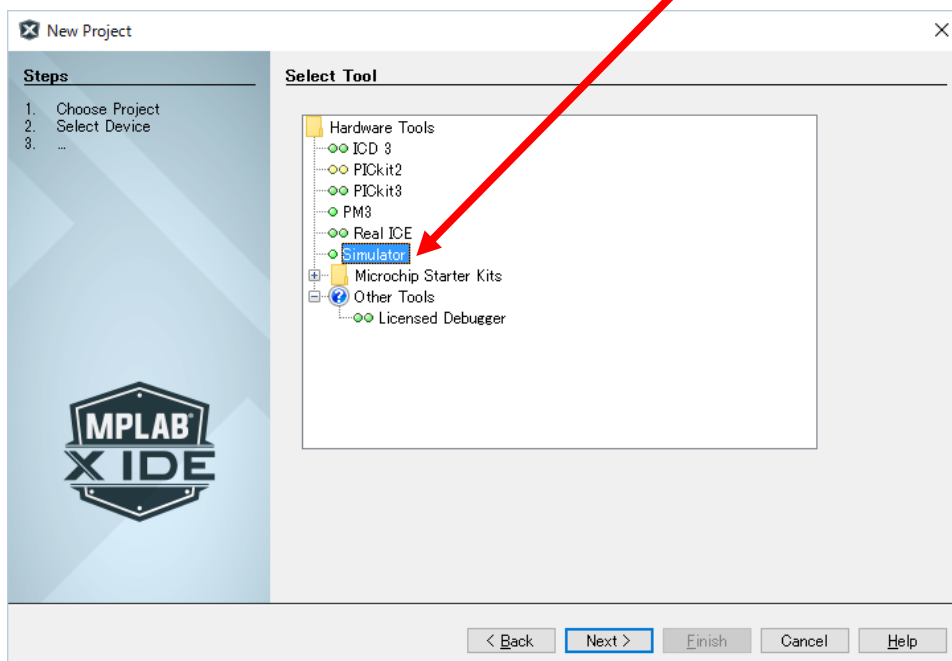 New Project
Steps
1. Choose Project
2. Select Device
3. ...
Select Tool
Hardware Tools
ICD 3
PICkit2
PICkit3
PM3
Real ICE
Simulator
Microchip Starter Kits
Other Tools
Licensed Debugger
MPLAB®
X IDE
< Back Next > Finish Cancel Help